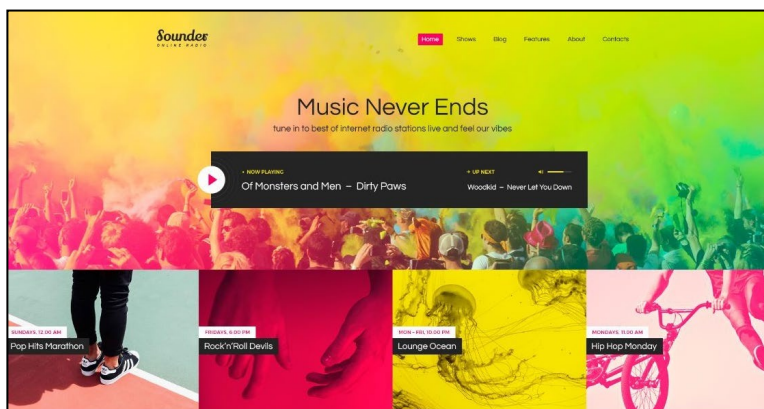 Sounder
ONLINE RADIO
Home Shows Blog Features About Contacts
Music Never Ends
tune in to best of internet radio stations live and feel our vibes
NOW PLAYING
Of Monsters and Men – Dirty Paws
UP NEXT
Woodkid – Never Let You Down
SUNDAYS, 12:00 AM
Pop Hits Marathon
FRIDAYS, 6:00 PM
Rock'n'Roll Devils
MON - FRI, 10:00 PM
Lounge Ocean
MONDAYS, 11:00 AM
Hip Hop Monday